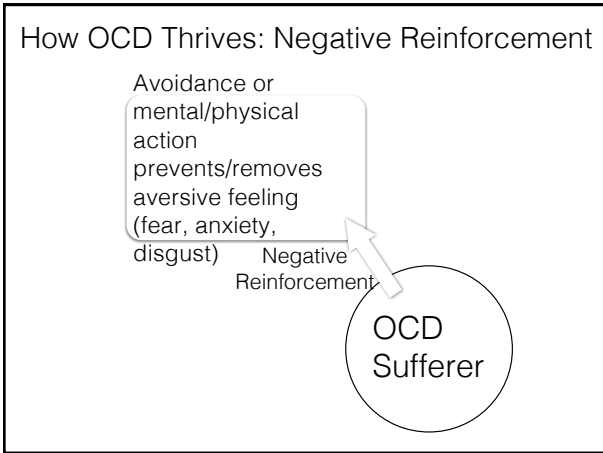 How OCD Thrives: Negative Reinforcement
Avoidance or
mental/physical
action
prevents/removes
aversive feeling
(fear, anxiety,
disgust)
Negative
Reinforcement
OCD
Sufferer